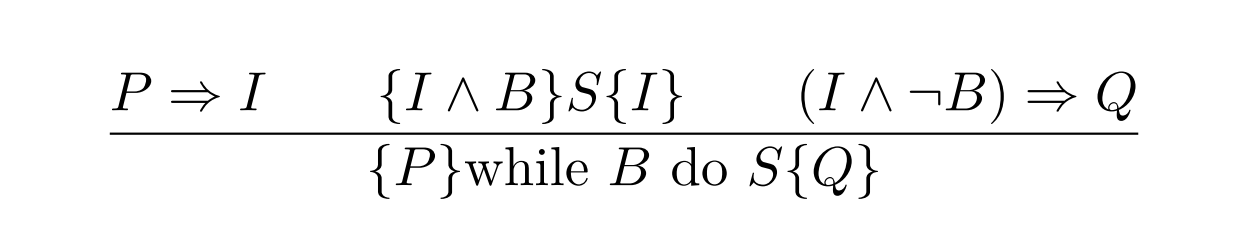 P ⇒ I {I ∧ B}S{I} (I ∧ ¬B) ⇒ Q
{P}while B do S{Q}